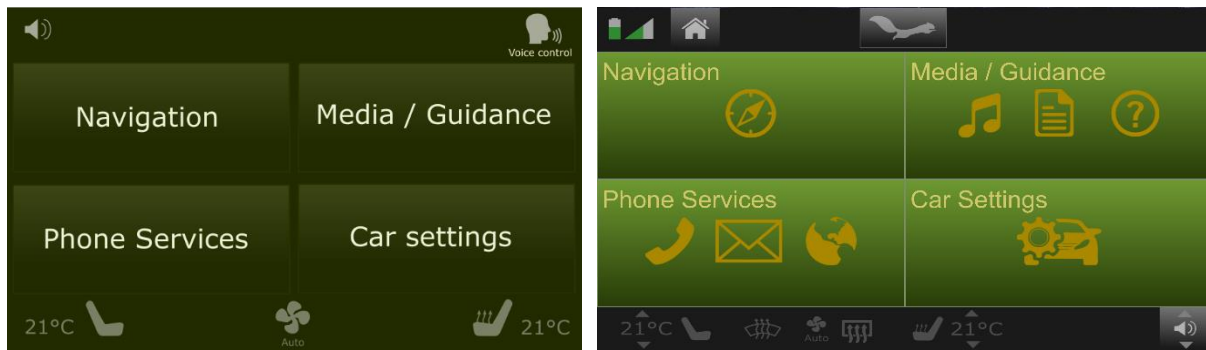 Voice control
Navigation
Media / Guidance
Phone Services
Car settings
21°C
Auto
21°C
Navigation
Media / Guidance
Phone Services
Car Settings
21°C
Auto
21°C